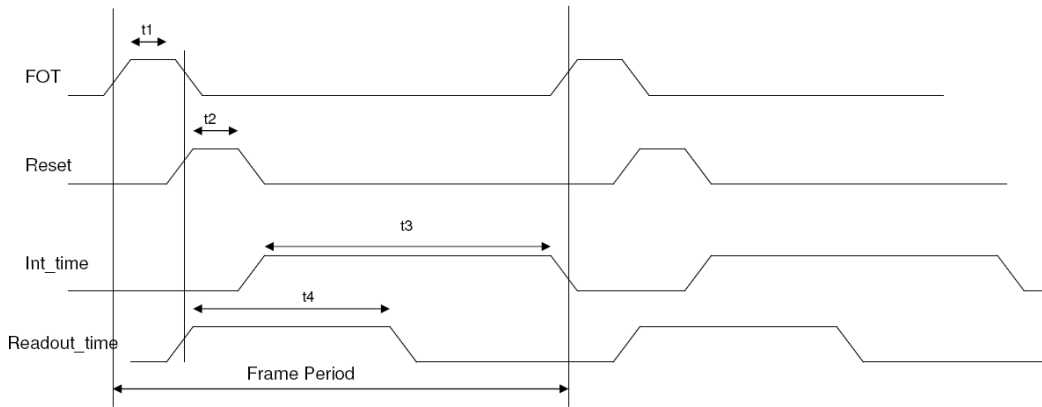 t1
FOT
t2
Reset
t3
Int_time
t4
Readout_time
Frame Period